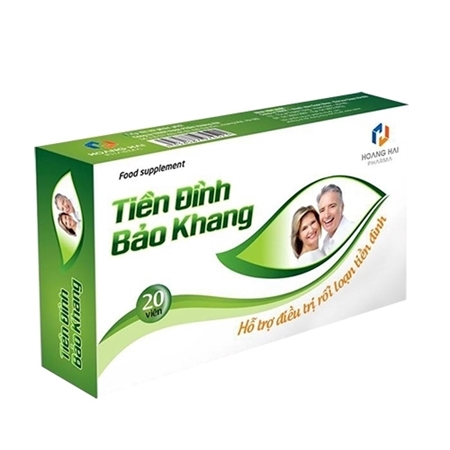 Food supplement
Tiền Đình
Bảo Khang
20
viên
HOANG HAI
PHARMA
Hỗ trợ điều trị rối loạn tiền đình
Tiền Đình
Bảo Khang